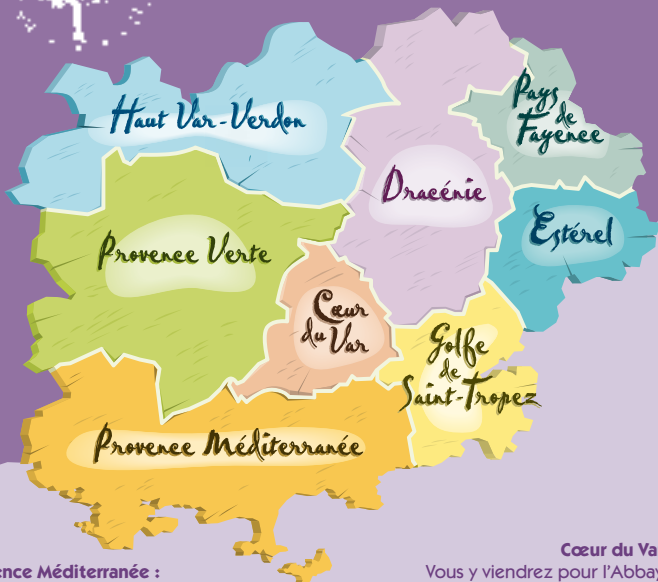 Haut Var-Verdon
Pays
de
Fayence
Dracénie
Estérel
Provence Verte
Cœur
du Var
Golfe
de
Saint-Tropez
Provence Méditerranée
Cœur du Va
ence Méditerranée :
Vous y viendrez pour l'Abbay